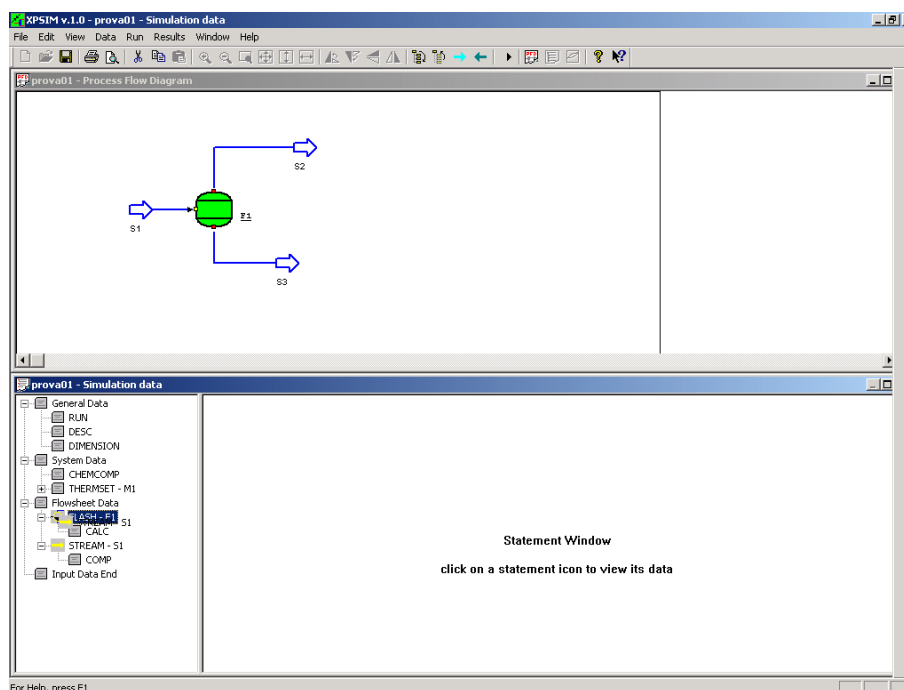 XPSIM v.1.0 - prova01 - Simulation data
File Edit View Data Run Results Window Help
prova01 - Process Flow Diagram
S2
S1
F1
S3
prova01 - Simulation data
General Data
RUN
DESC
DIMENSION
System Data
CHEMCOMP
THERMSET - M1
Flowsheet Data
FLASH - F1
STREAM - S1
CALC
STREAM - S1
COMP
Input Data End
Statement Window
click on a statement icon to view its data
For Help, press F1